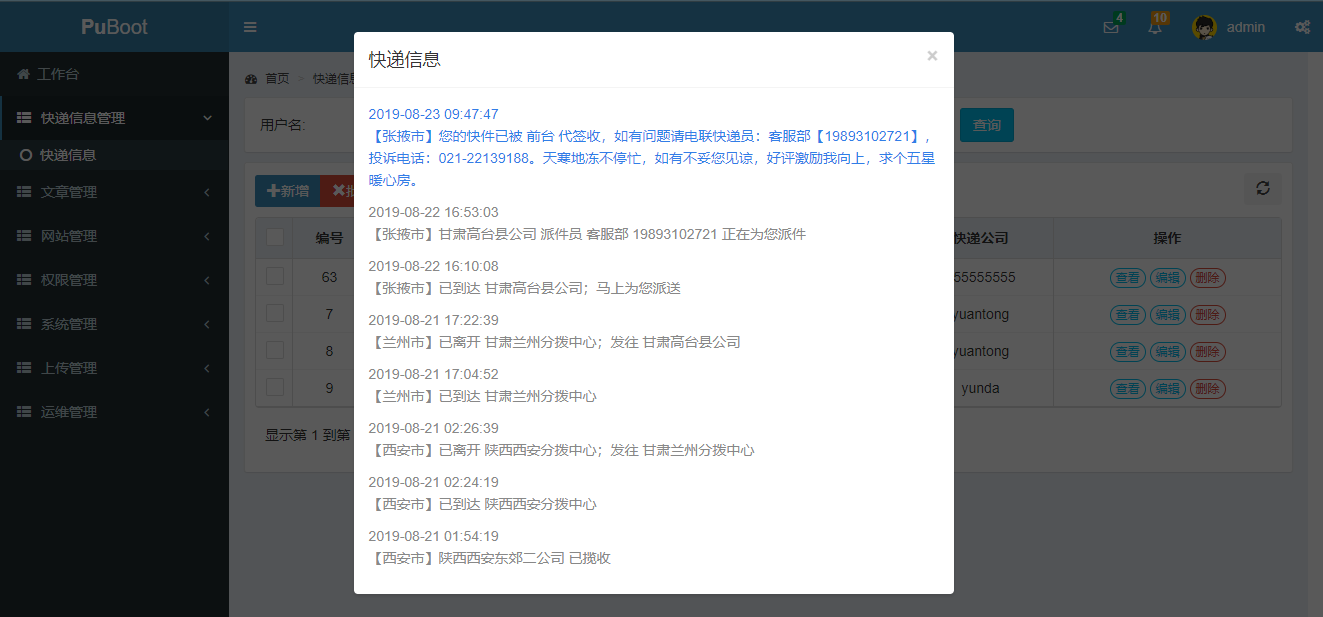 PuBoot
4
10
admin
工作台
快递信息管理
快递信息
文章管理
网站管理
权限管理
系统管理
上传管理
运维管理
首页 > 快递信息
用户名:
查询
新增
批
编号
快递公司
操作
63
55555555
查看 编辑 删除
7
yuantong
查看 编辑 删除
8
yuantong
查看 编辑 删除
9
yunda
查看 编辑 删除
显示第 1 到第
快递信息
×
2019-08-23 09:47:47
【张掖市】您的快件已被 前台 代签收，如有问题请电联快递员：客服部【19893102721】，
投诉电话：021-22139188。天寒地冻不停忙，如有不妥您见谅，好评激励我向上，求个五星
暖心房。
2019-08-22 16:53:03
【张掖市】甘肃高台县公司 派件员 客服部 19893102721 正在为您派件
2019-08-22 16:10:08
【张掖市】已到达 甘肃高台县公司；马上为您派送
2019-08-21 17:22:39
【兰州市】已离开 甘肃兰州分拨中心；发往 甘肃高台县公司
2019-08-21 17:04:52
【兰州市】已到达 甘肃兰州分拨中心
2019-08-21 02:26:39
【西安市】已离开 陕西西安分拨中心；发往 甘肃兰州分拨中心
2019-08-21 02:24:19
【西安市】已到达 陕西西安分拨中心
2019-08-21 01:54:19
【西安市】陕西西安东郊二公司 已揽收